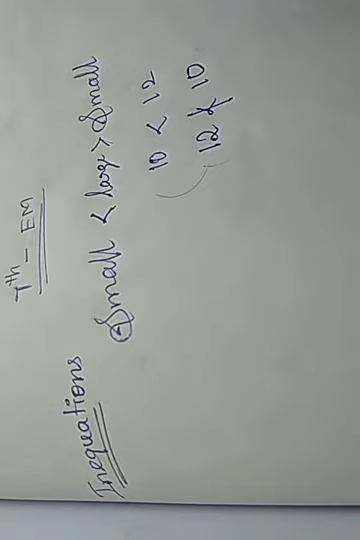 7th - EM
Inequations
Small < large > Small
10 < 12
12 ≮ 10